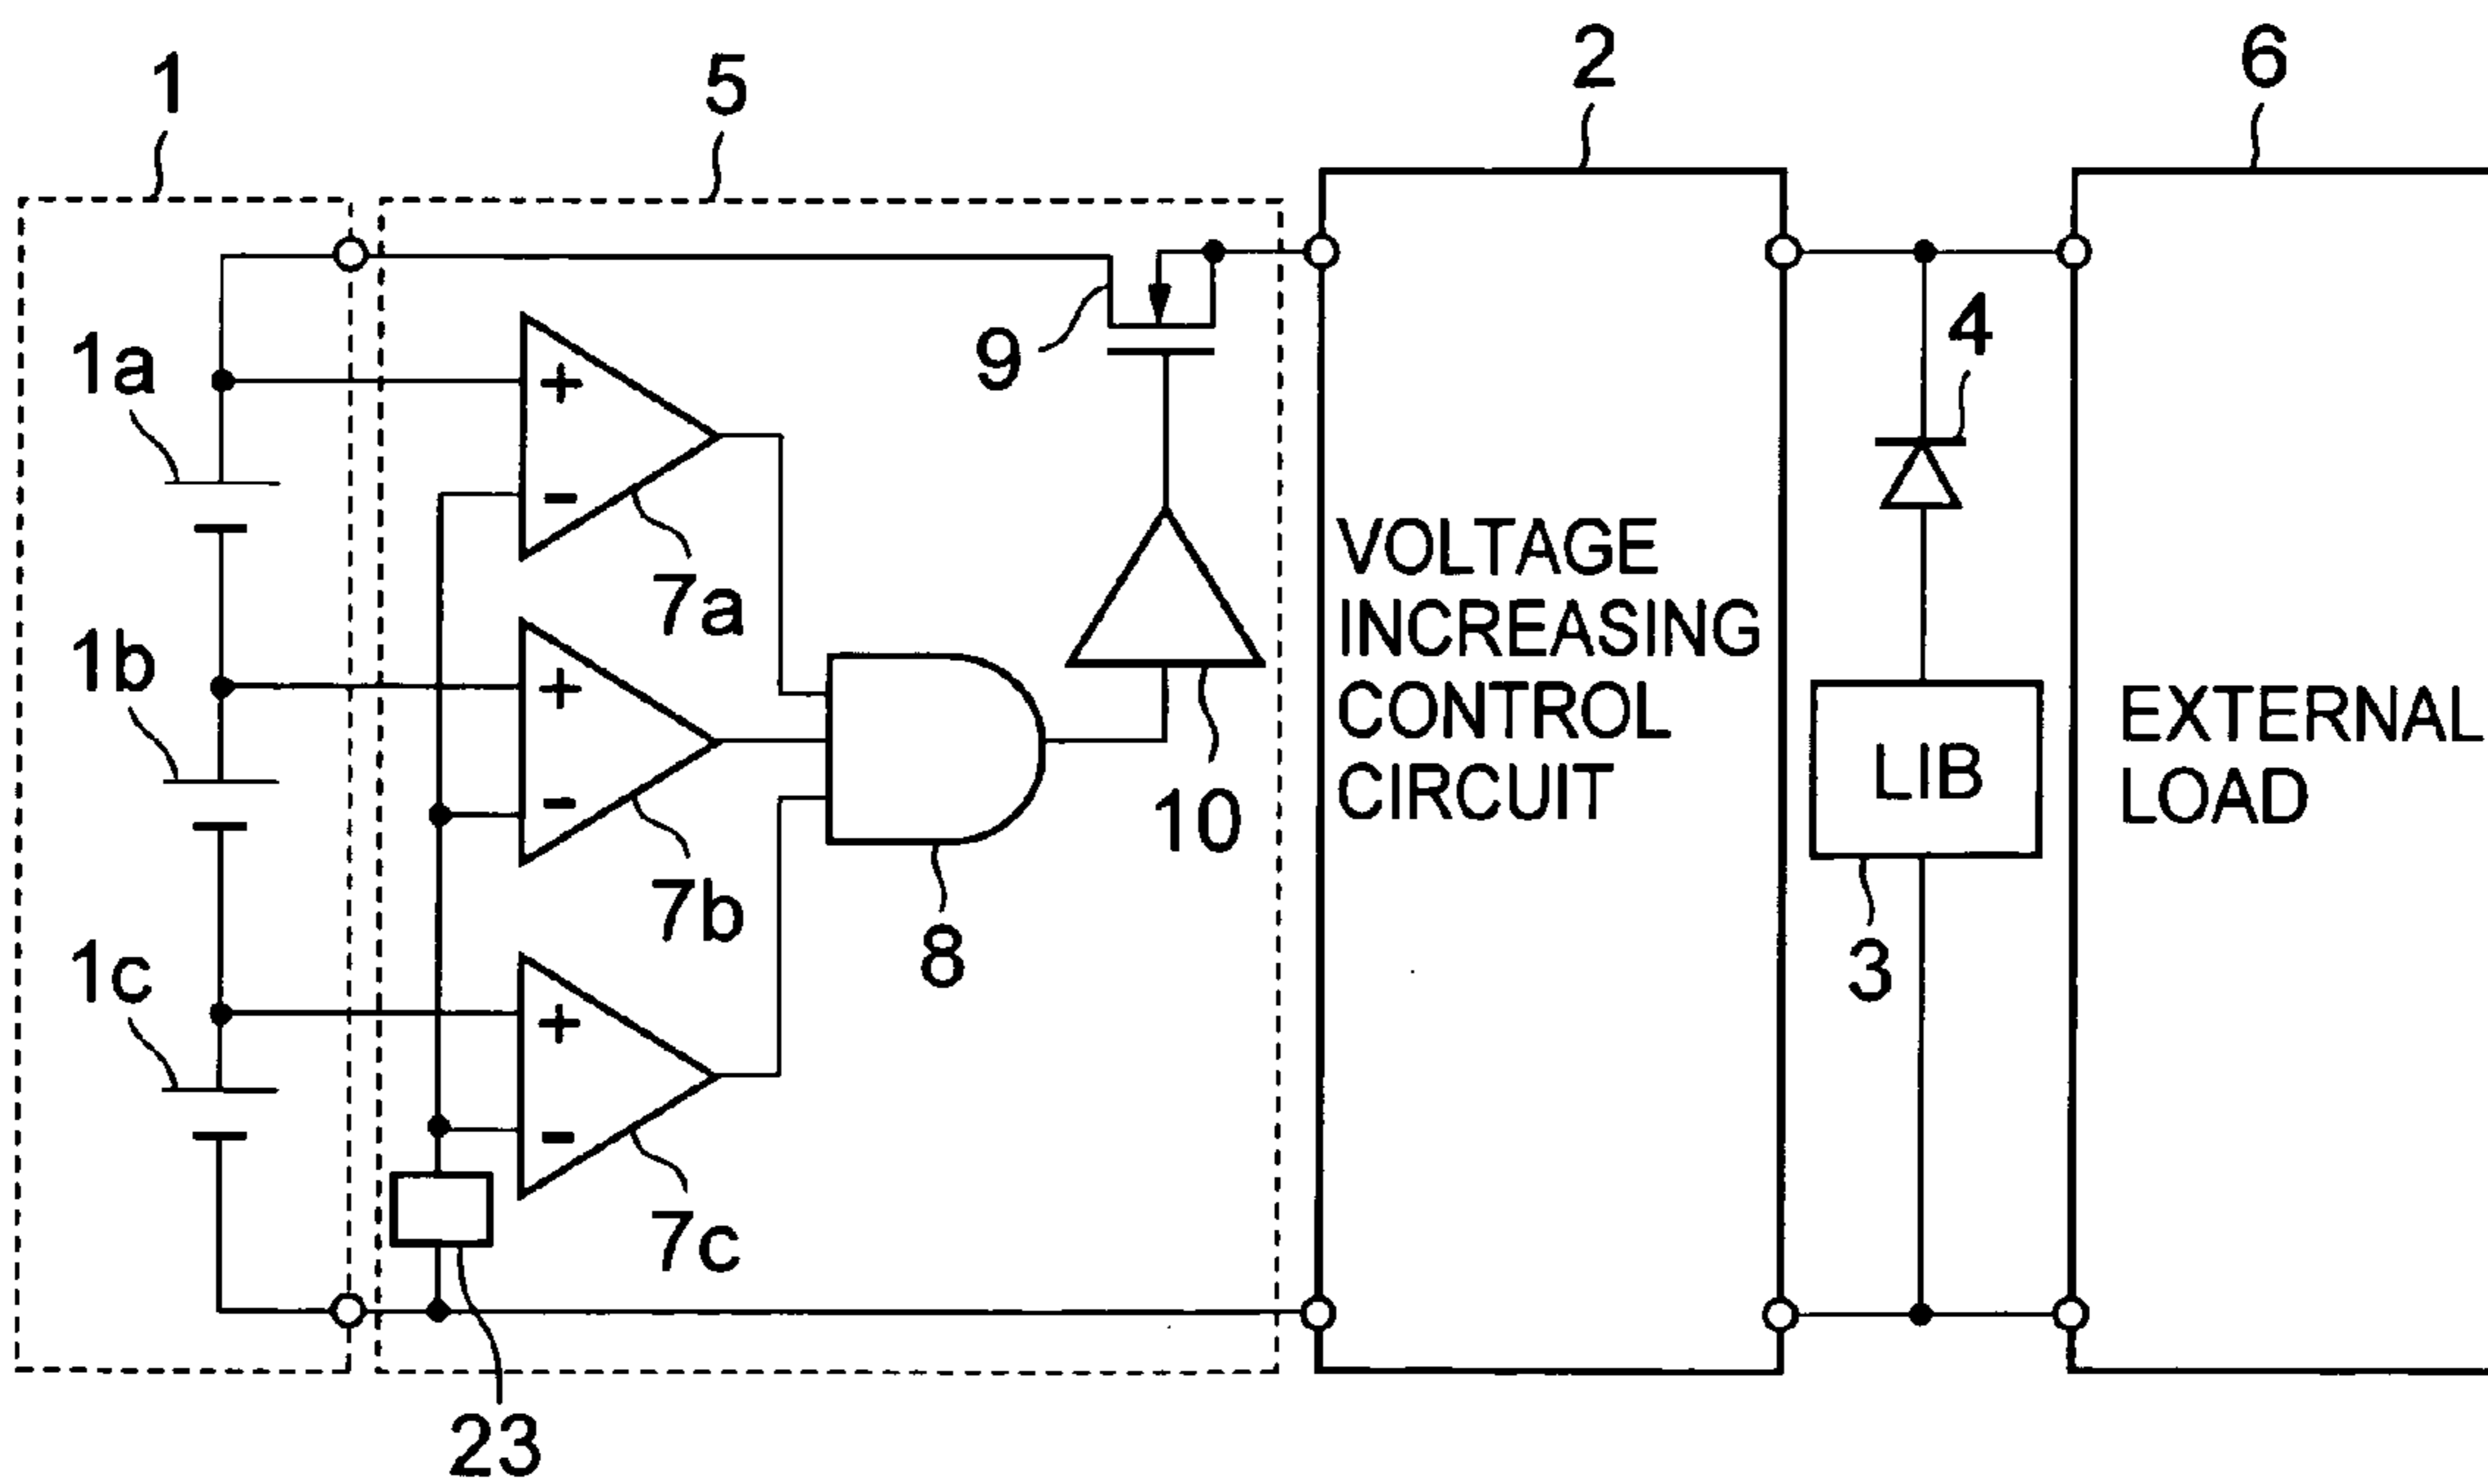 1
5
2
6
1a
+
-
7a
9
4
1b
+
-
7b
8
10
VOLTAGE
INCREASING
CONTROL
CIRCUIT
LIB
3
EXTERNAL
LOAD
1c
+
-
7c
23